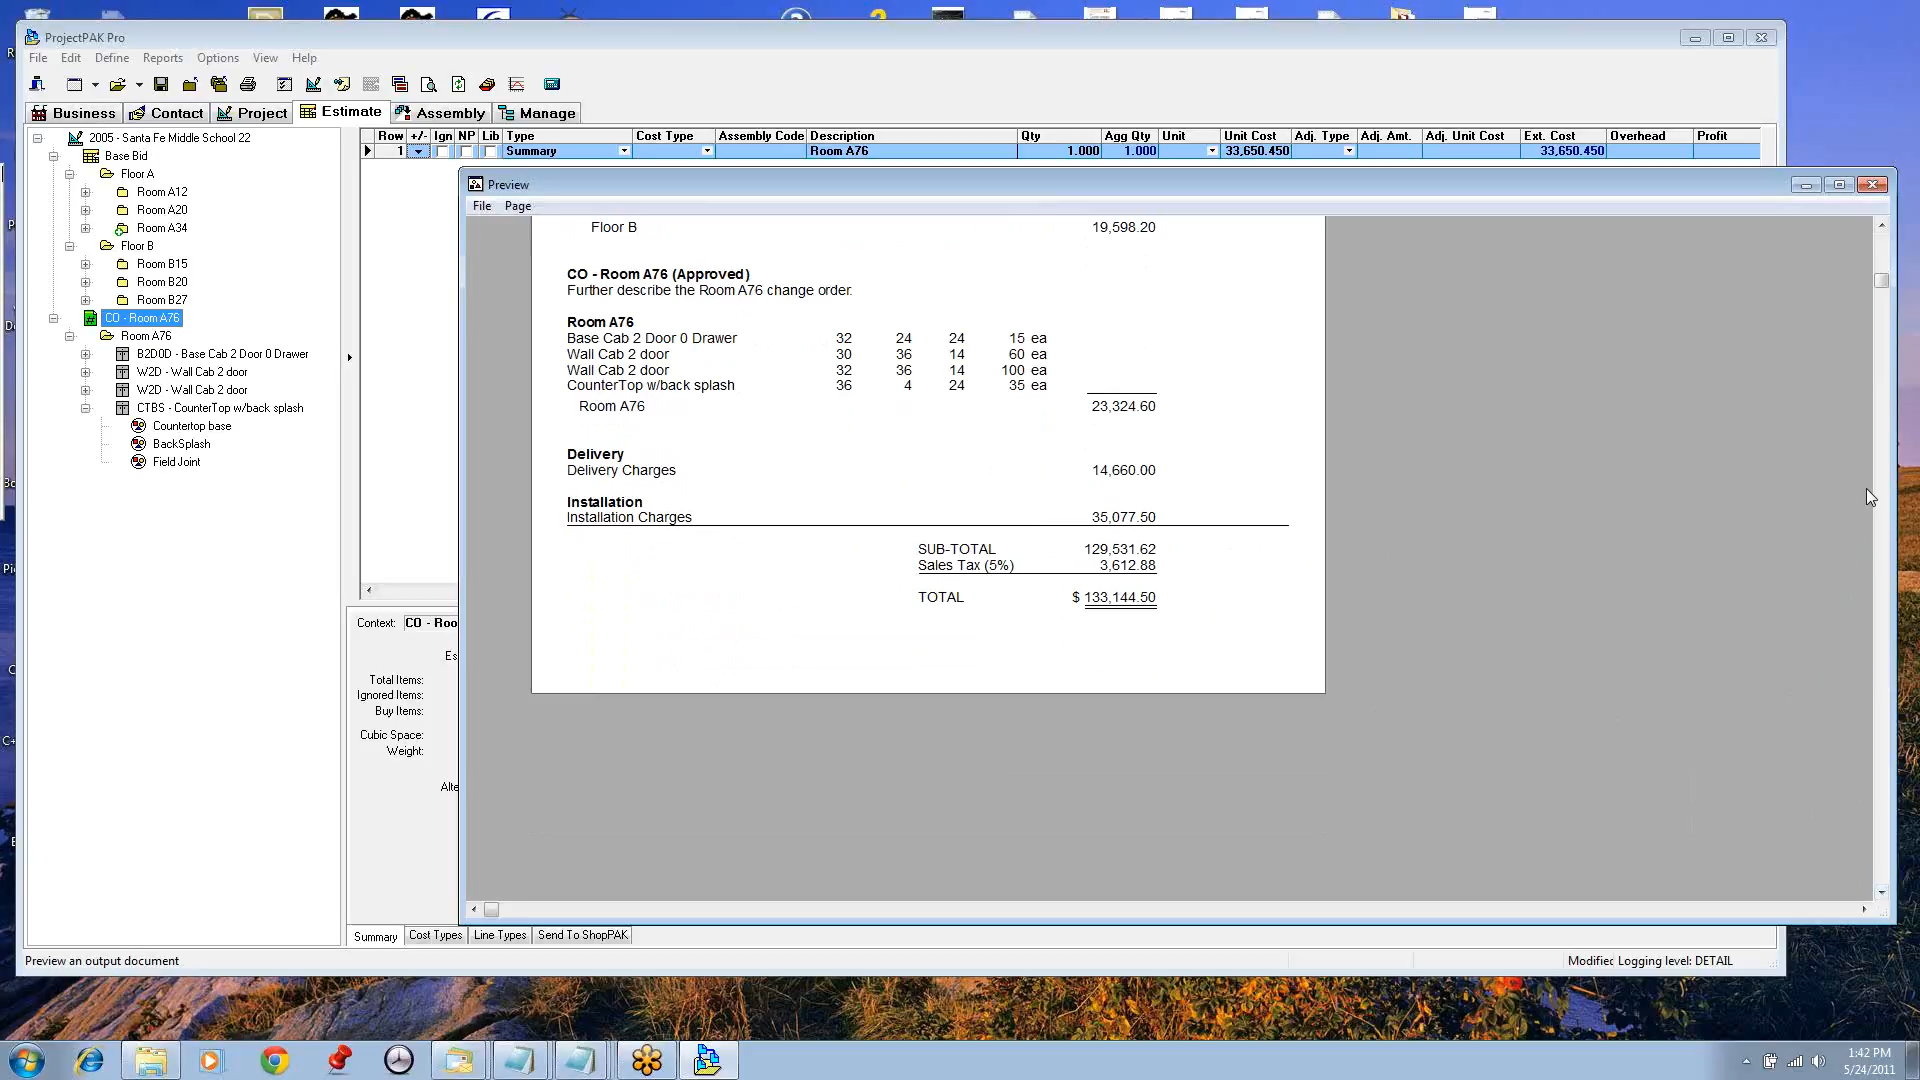 ProjectPAK Pro
File Edit Define Reports Options View Help
Business Contact Project Estimate Assembly Manage
Row +/- Ign NP Lib Type Cost Type Assembly Code Description Qty Agg Qty Unit Unit Cost Adj. Type Adj. Amt. Adj. Unit Cost Ext. Cost Overhead Profit
1 Summary Room A76 1.000 1.000 33,650.450 33,650.450
2005 - Santa Fe Middle School 22
Base Bid
Floor A
Room A12
Room A20
Room A34
Floor B
Room B15
Room B20
Room B27
CO - Room A76
Room A76
B2D0D - Base Cab 2 Door 0 Drawer
W2D - Wall Cab 2 door
W2D - Wall Cab 2 door
CTBS - CounterTop w/back splash
Countertop base
BackSplash
Field Joint
Preview
File Page
Floor B 19,598.20
CO - Room A76 (Approved)
Further describe the Room A76 change order.
Room A76
Base Cab 2 Door 0 Drawer 32 24 24 15 ea
Wall Cab 2 door 30 36 14 60 ea
Wall Cab 2 door 32 36 14 100 ea
CounterTop w/back splash 36 4 24 35 ea
Room A76 23,324.60
Delivery
Delivery Charges 14,660.00
Installation
Installation Charges 35,077.50
SUB-TOTAL 129,531.62
Sales Tax (5%) 3,612.88
TOTAL $ 133,144.50
Context: CO - Roo
Es
Total Items:
Ignored Items:
Buy Items:
Cubic Space:
Weight:
Alte
Summary Cost Types Line Types Send To ShopPAK
Preview an output document Modified Logging level: DETAIL
1:42 PM
5/24/2011